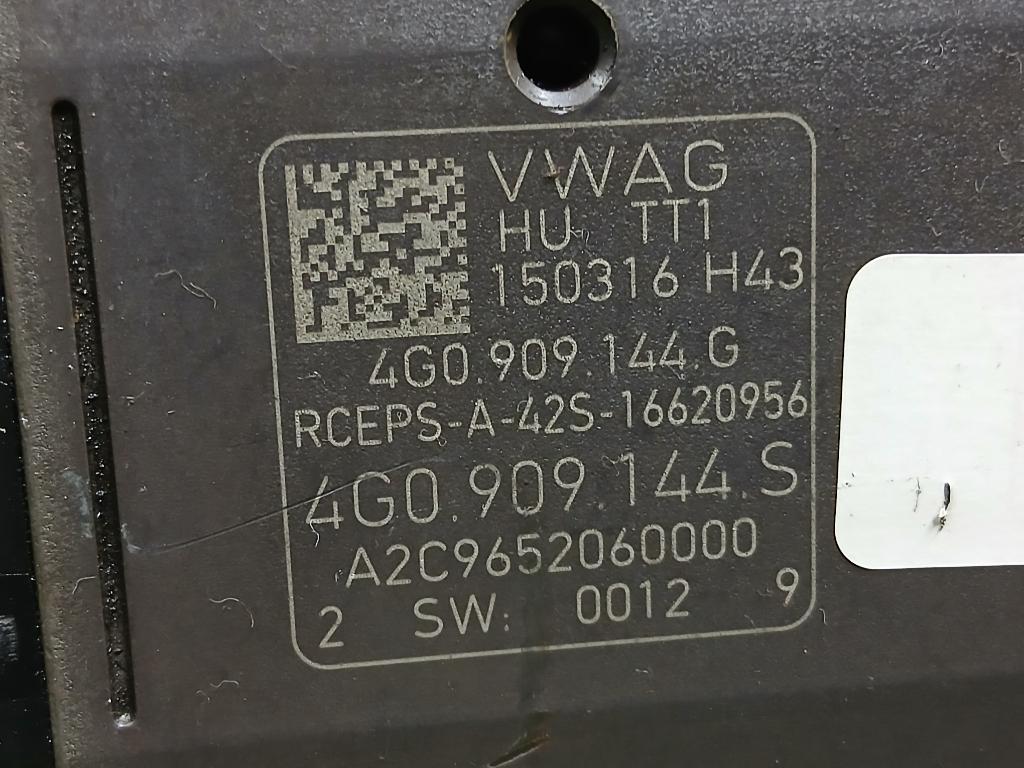 VWAG
HU TT1
150316 H43
4G0.909.144.G
RCEPS-A-42S-16620956
4G0.909.144.S
A2C9652060000
2 SW: 0012 9